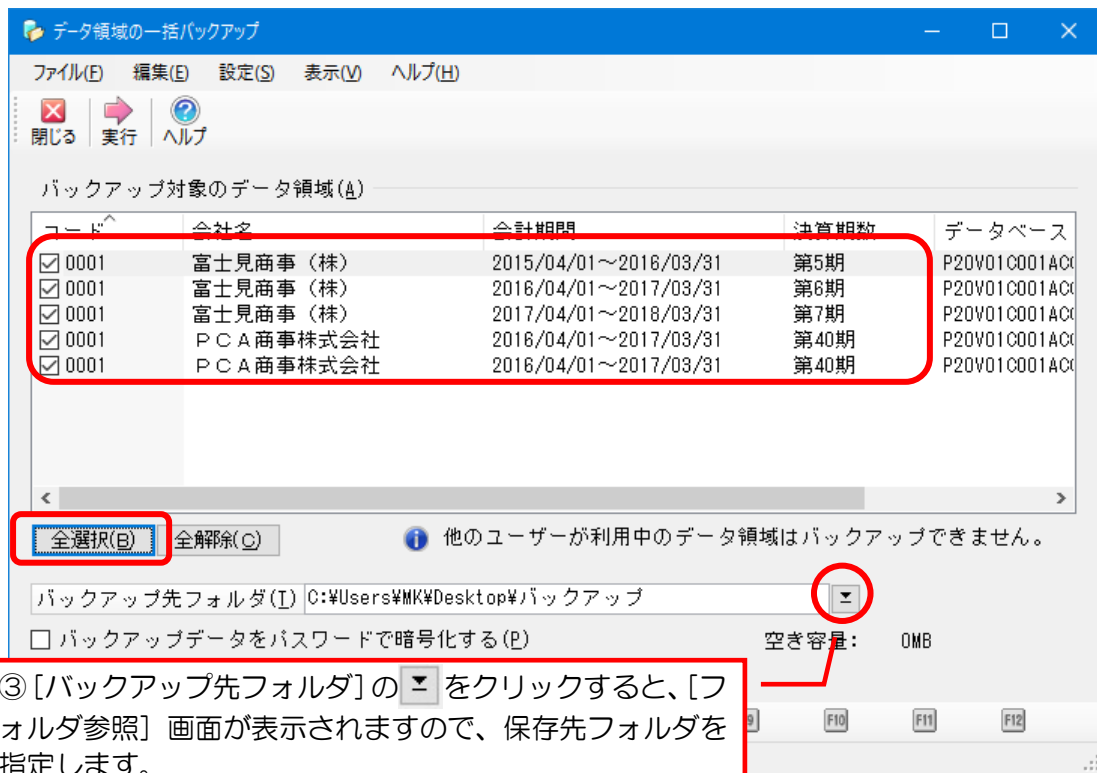 データ領域の一括バックアップ
ファイル(F) 編集(E) 設定(S) 表示(V) ヘルプ(H)
閉じる 実行 ヘルプ
バックアップ対象のデータ領域(A)
コード 会社名 会計期間 決算期数 データベース
0001 富士見商事（株） 2015/04/01～2016/03/31 第5期 P20V01C001AC
0001 富士見商事（株） 2016/04/01～2017/03/31 第6期 P20V01C001AC
0001 富士見商事（株） 2017/04/01～2018/03/31 第7期 P20V01C001AC
0001 ＰＣＡ商事株式会社 2016/04/01～2017/03/31 第40期 P20V01C001AC
0001 ＰＣＡ商事株式会社 2016/04/01～2017/03/31 第40期 P20V01C001AC
全選択(B) 全解除(C) 他のユーザーが利用中のデータ領域はバックアップできません。
バックアップ先フォルダ(T) C:¥Users¥MK¥Desktop¥バックアップ
バックアップデータをパスワードで暗号化する(P) 空き容量: 0MB
③[バックアップ先フォルダ]の をクリックすると、[フ
ォルダ参照］画面が表示されますので、保存先フォルダを
指定します。
F10 F11 F12